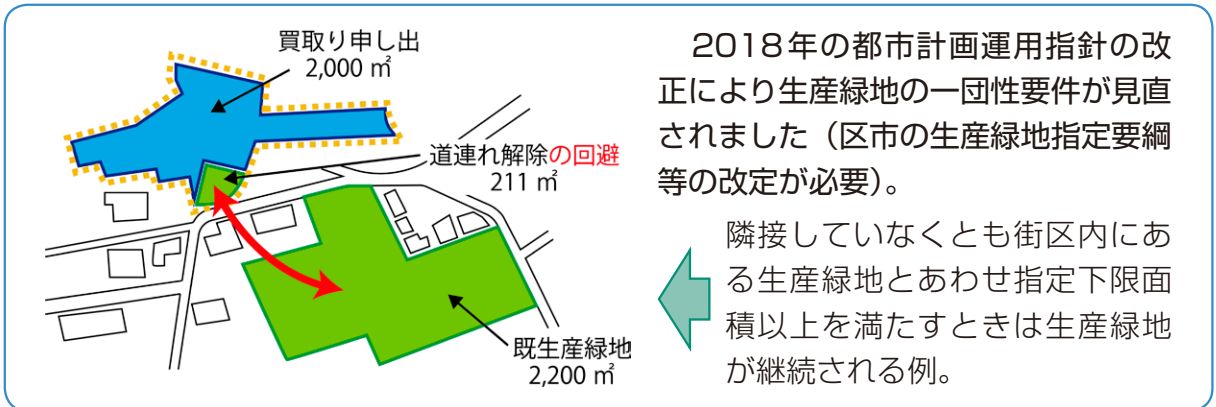 買取り申し出
2,000 ㎡
道連れ解除の回避
211 ㎡
既生産緑地
2,200 ㎡
2018年の都市計画運用指針の改
正により生産緑地の一団性要件が見直
されました（区市の生産緑地指定要綱
等の改定が必要）。
隣接していなくとも街区内にあ
る生産緑地とあわせ指定下限面
積以上を満たすときは生産緑地
が継続される例。